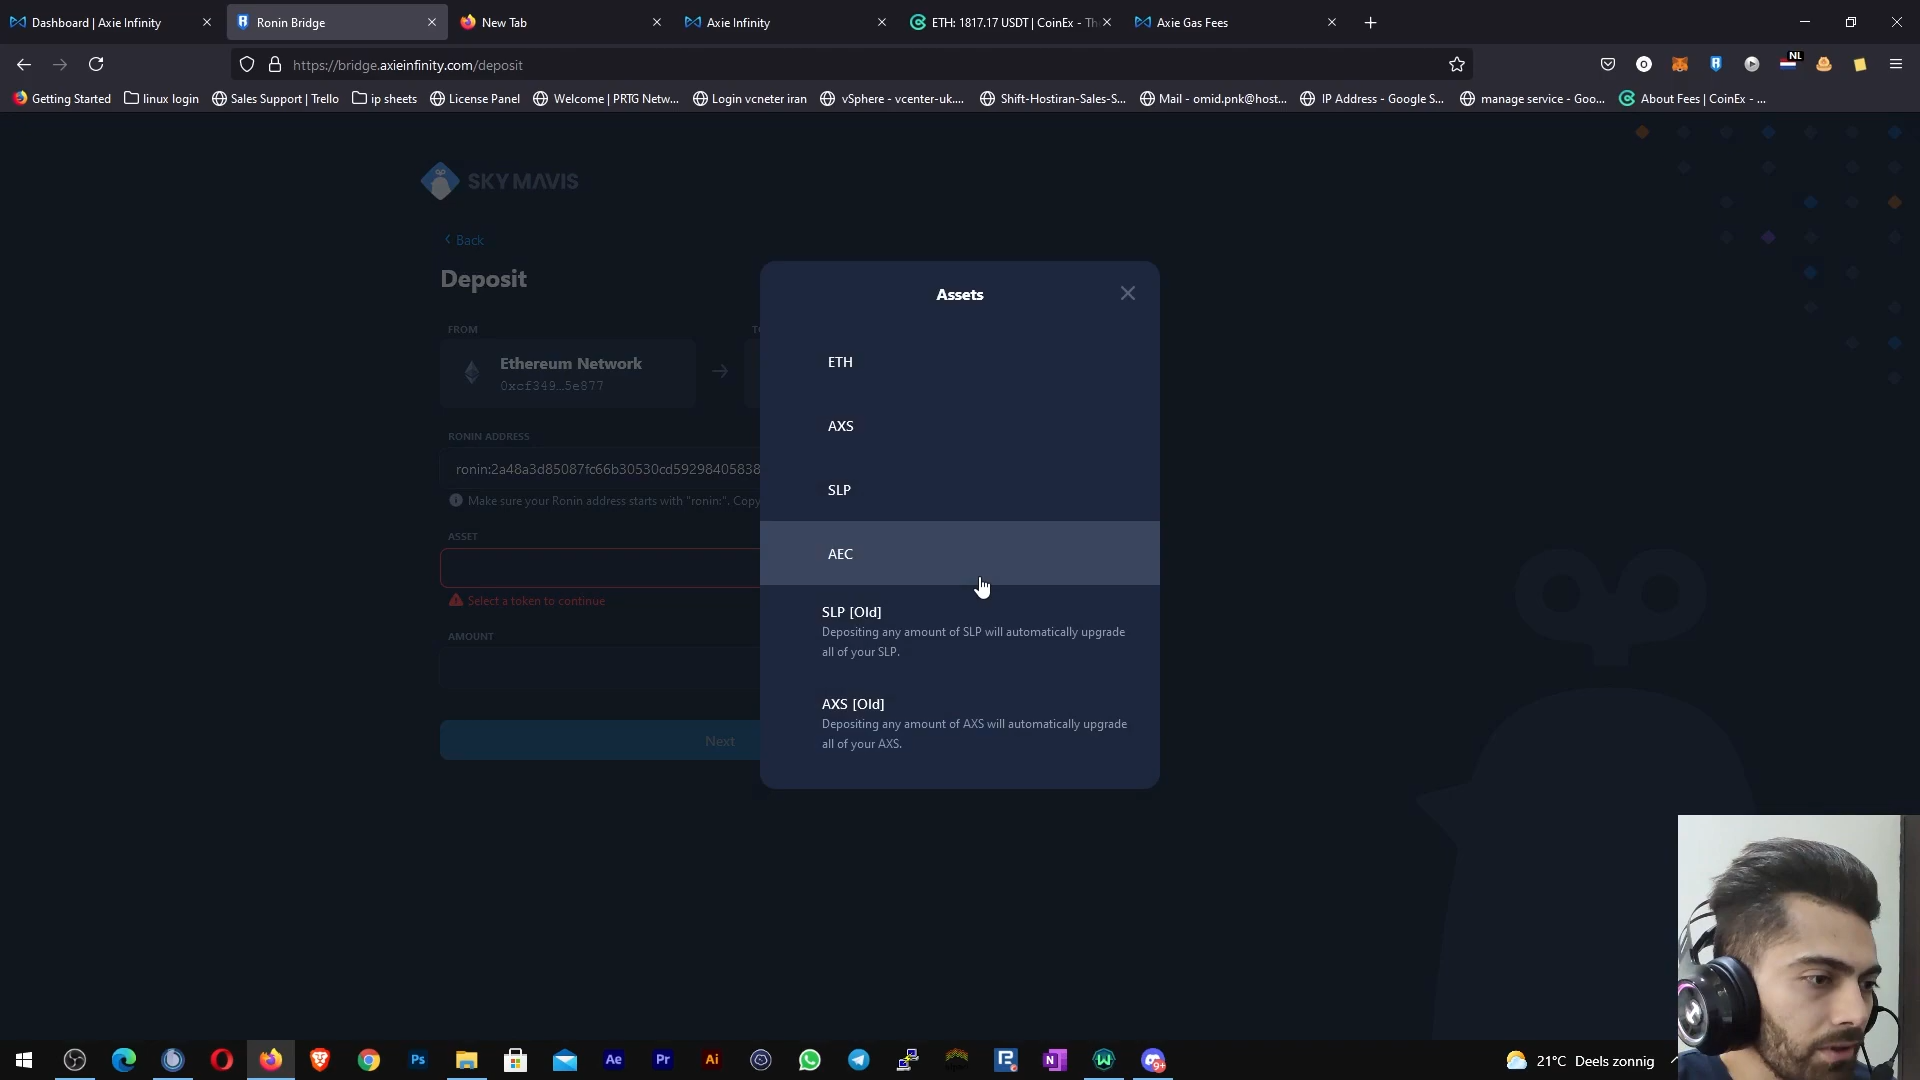 Dashboard | Axie Infinity
Ronin Bridge
New Tab
Axie Infinity
ETH: 1817.17 USDT | CoinEx - Th
Axie Gas Fees
https://bridge.axieinfinity.com/deposit
NL
Getting Started
linux login
Sales Support | Trello
ip sheets
License Panel
Welcome | PRTG Netw...
Login vcneter iran
vSphere - vcenter-uk....
Shift-Hostiran-Sales-S...
Mail - omid.pnk@host...
IP Address - Google S...
manage service - Goo...
About Fees | CoinEx - ...
SKY MAVIS
Back
Deposit
FROM
Ethereum Network
0xcf349...5e877
RONIN ADDRESS
ronin:2a48a3d85087fc66b30530cd59298405838
Make sure your Ronin address starts with "ronin:". Copy
ASSET
Select a token to continue
AMOUNT
Next
Assets
ETH
AXS
SLP
AEC
SLP [Old]
Depositing any amount of SLP will automatically upgrade
all of your SLP.
AXS [Old]
Depositing any amount of AXS will automatically upgrade
all of your AXS.
Ps
Ae
Pr
Ai
N
9+
21°C Deels zonnig